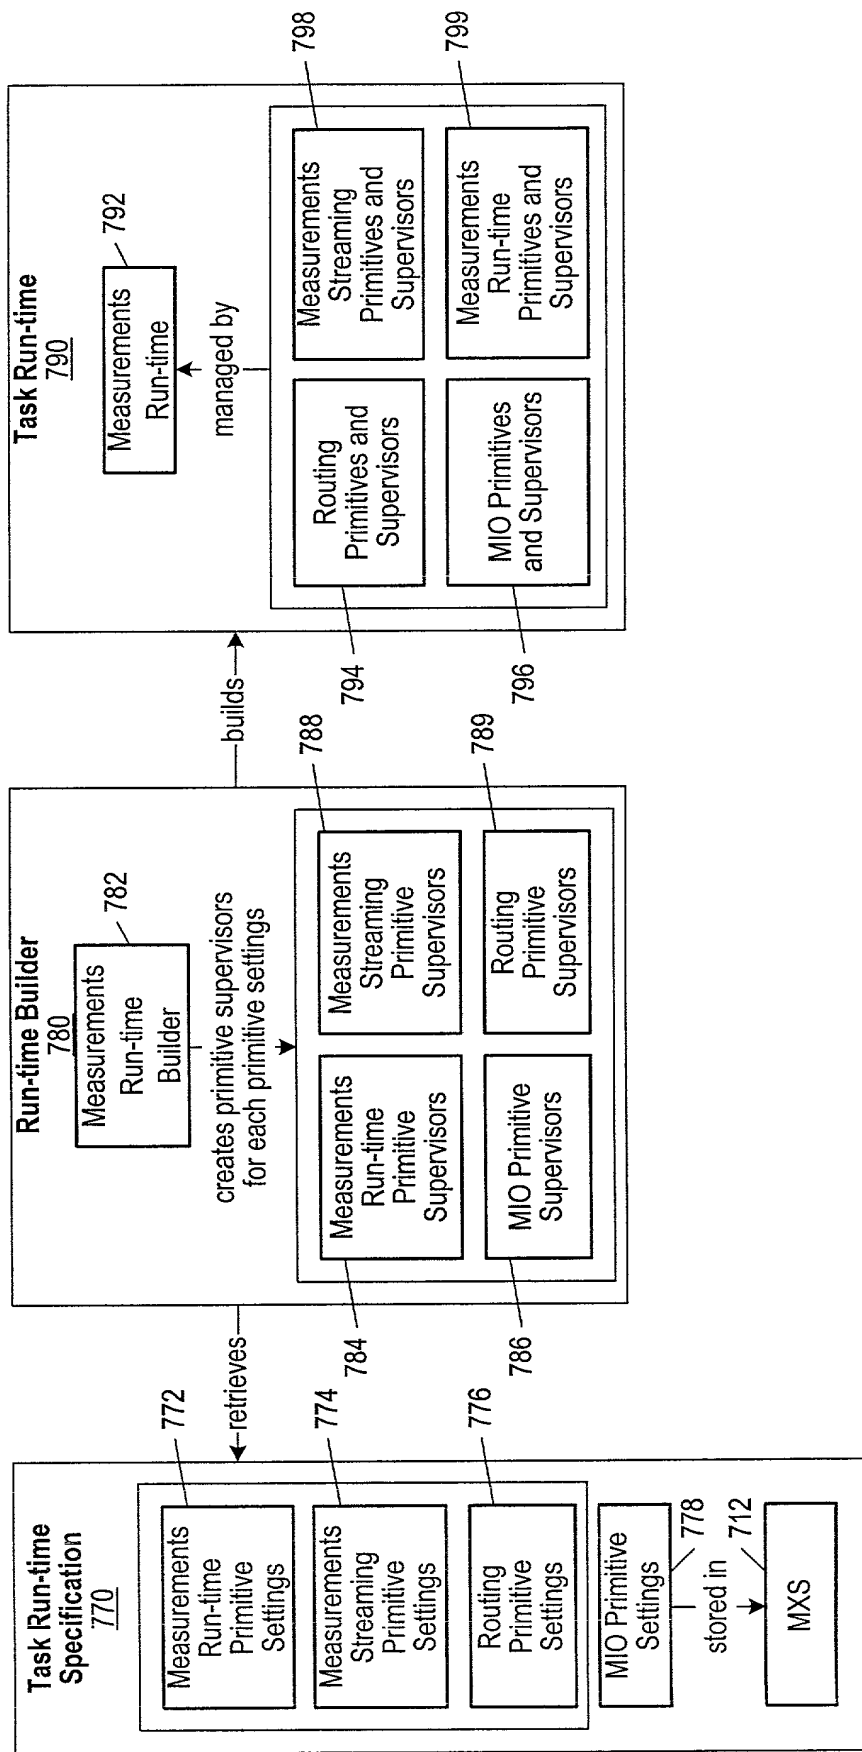 Task Run-time
Specification
770
Measurements
Run-time
Primitive
Settings
772
Measurements
Streaming
Primitive
Settings
774
Routing
Primitive
Settings
776
MIO Primitive
Settings
778
stored in
712
MXS
retrieves
Run-time Builder
780
Measurements
Run-time
Builder
782
creates primitive supervisors
for each primitive settings
Measurements
Run-time
Primitive
Supervisors
784
Measurements
Streaming
Primitive
Supervisors
788
MIO Primitive
Supervisors
786
Routing
Primitive
Supervisors
789
builds
Task Run-time
790
Measurements
Run-time
792
managed by
Routing
Primitives and
Supervisors
794
Measurements
Streaming
Primitives and
Supervisors
798
MIO Primitives
and Supervisors
796
Measurements
Run-time
Primitives and
Supervisors
799